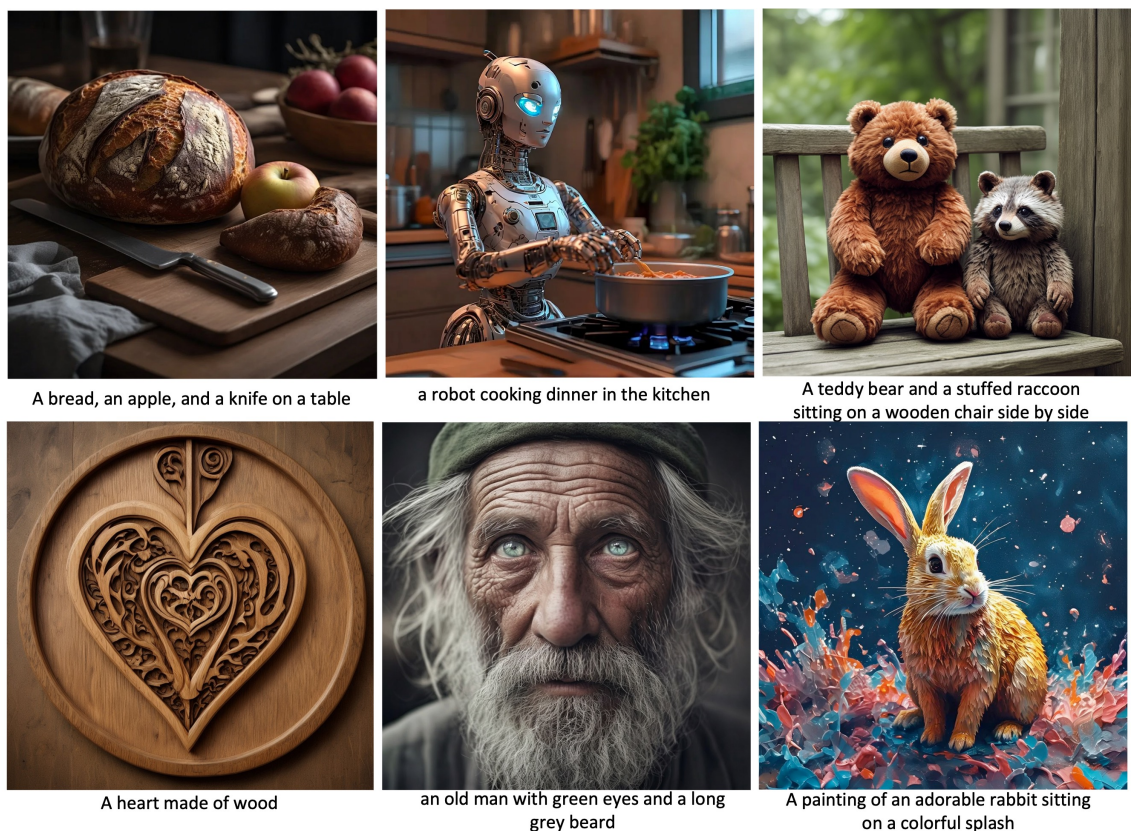 A bread, an apple, and a knife on a table
a robot cooking dinner in the kitchen
A teddy bear and a stuffed raccoon
sitting on a wooden chair side by side
A heart made of wood
an old man with green eyes and a long
grey beard
A painting of an adorable rabbit sitting
on a colorful splash